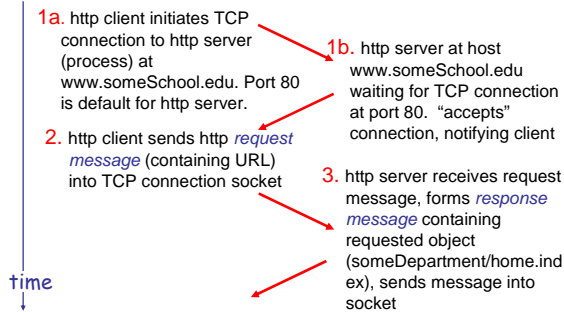 1a. http client initiates TCP
connection to http server
(process) at
www.someSchool.edu. Port 80
is default for http server.
1b. http server at host
www.someSchool.edu
waiting for TCP connection
at port 80. “accepts”
connection, notifying client
2. http client sends http request
message (containing URL)
into TCP connection socket
3. http server receives request
message, forms response
message containing
requested object
(someDepartment/home.ind
ex), sends message into
socket
time